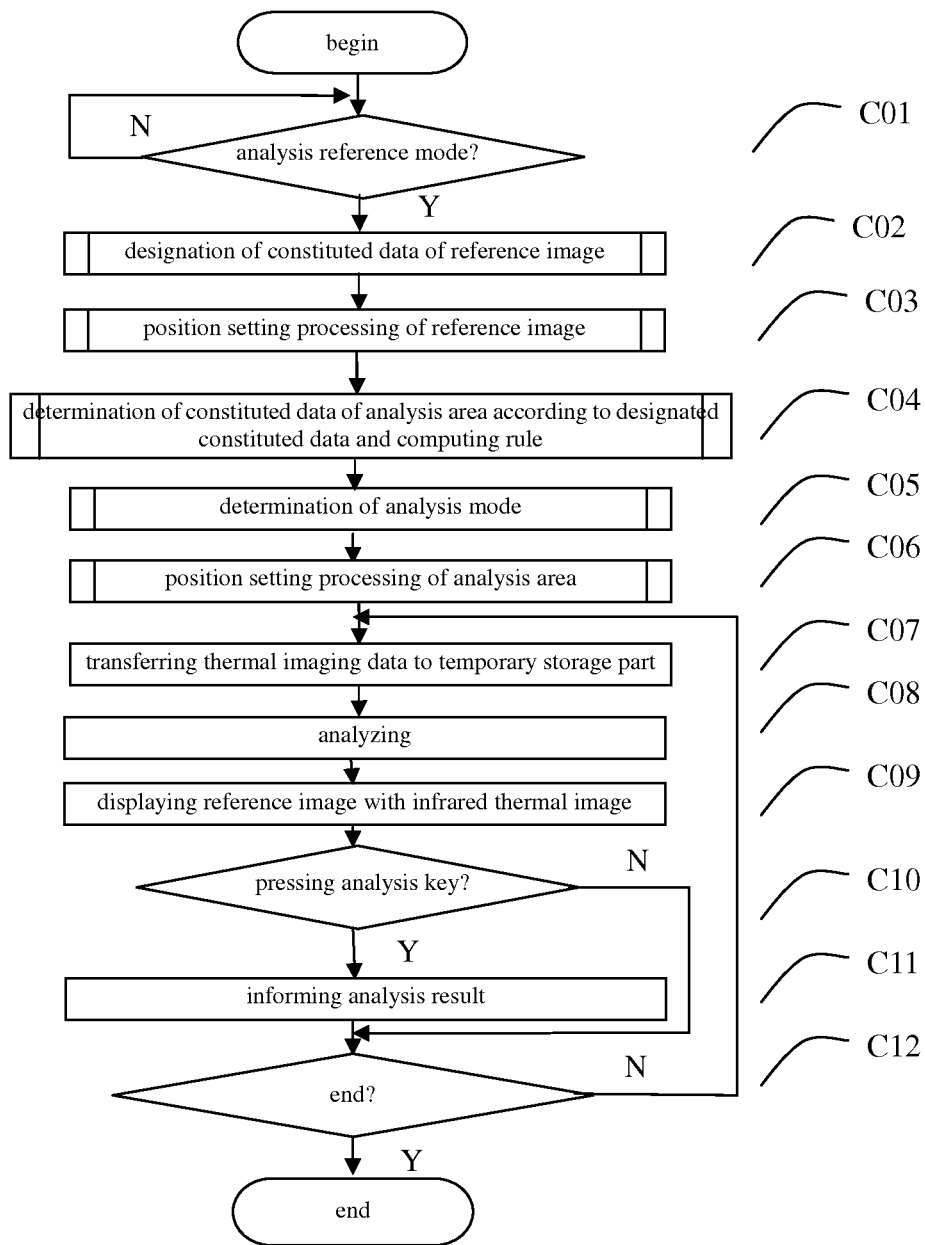 begin
N
C01
analysis reference mode?
Y
C02
designation of constituted data of reference image
C03
position setting processing of reference image
C04
determination of constituted data of analysis area according to designated
constituted data and computing rule
C05
determination of analysis mode
C06
position setting processing of analysis area
C07
transferring thermal imaging data to temporary storage part
C08
analyzing
C09
displaying reference image with infrared thermal image
N
pressing analysis key?
C10
Y
C11
informing analysis result
C12
N
end?
Y
end